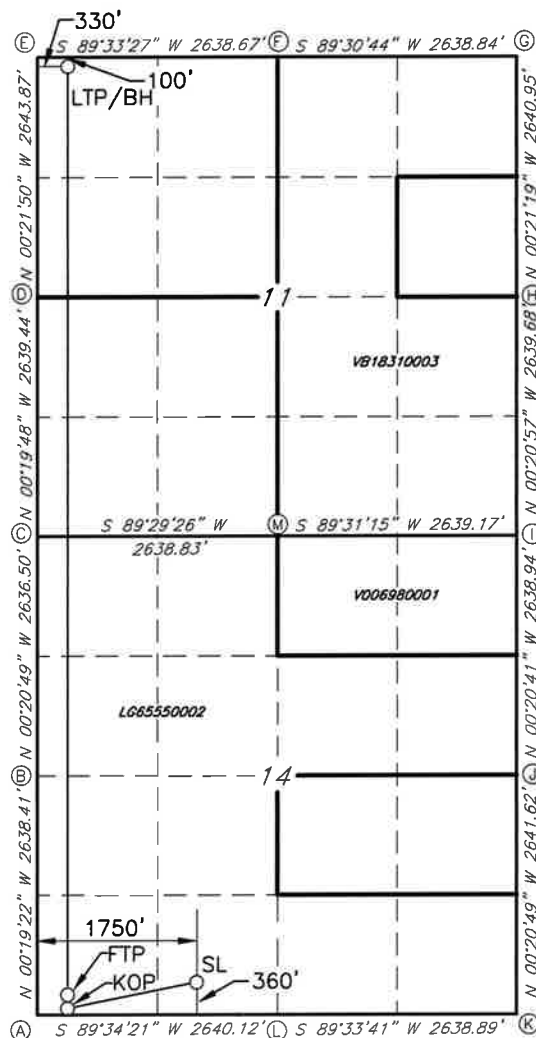 330'
E S 89°33'27" W 2638.67' F S 89°30'44" W 2638.84' G
100'
LTP/BH
N 00°21'50" W 2643.87'
N 00°21'19" W 2640.95'
D 11 H
N 00°19'48" W 2639.44'
VB18310003
N 00°20'57" W 2639.68'
C S 89°29'26" W M S 89°31'15" W 2639.17' I
2638.83'
N 00°20'49" W 2636.50'
V006980001
N 00°20'41" W 2638.94'
LG65550002
B 14 J
N 00°19'22" W 2638.41'
N 00°20'49" W 2641.62'
1750'
FTP
SL
KOP
360'
A S 89°34'21" W 2640.12' L S 89°33'41" W 2638.89' K